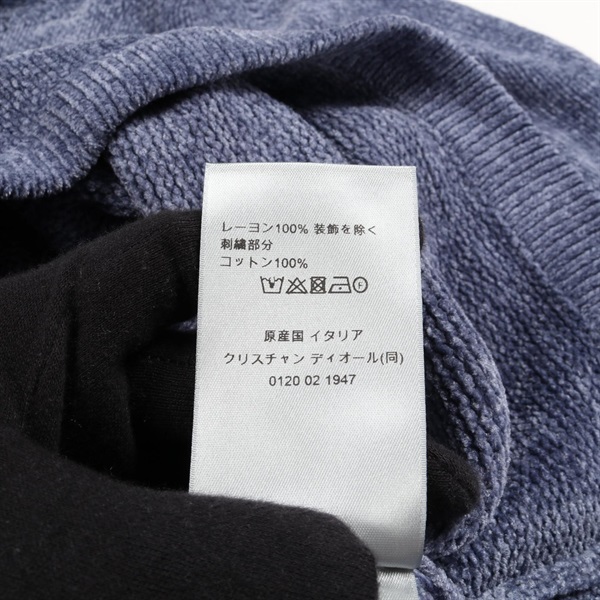 レーヨン100% 装飾を除く
刺繍部分
コットン100%
原産国 イタリア
クリスチャン ディオール(同)
0120 02 1947